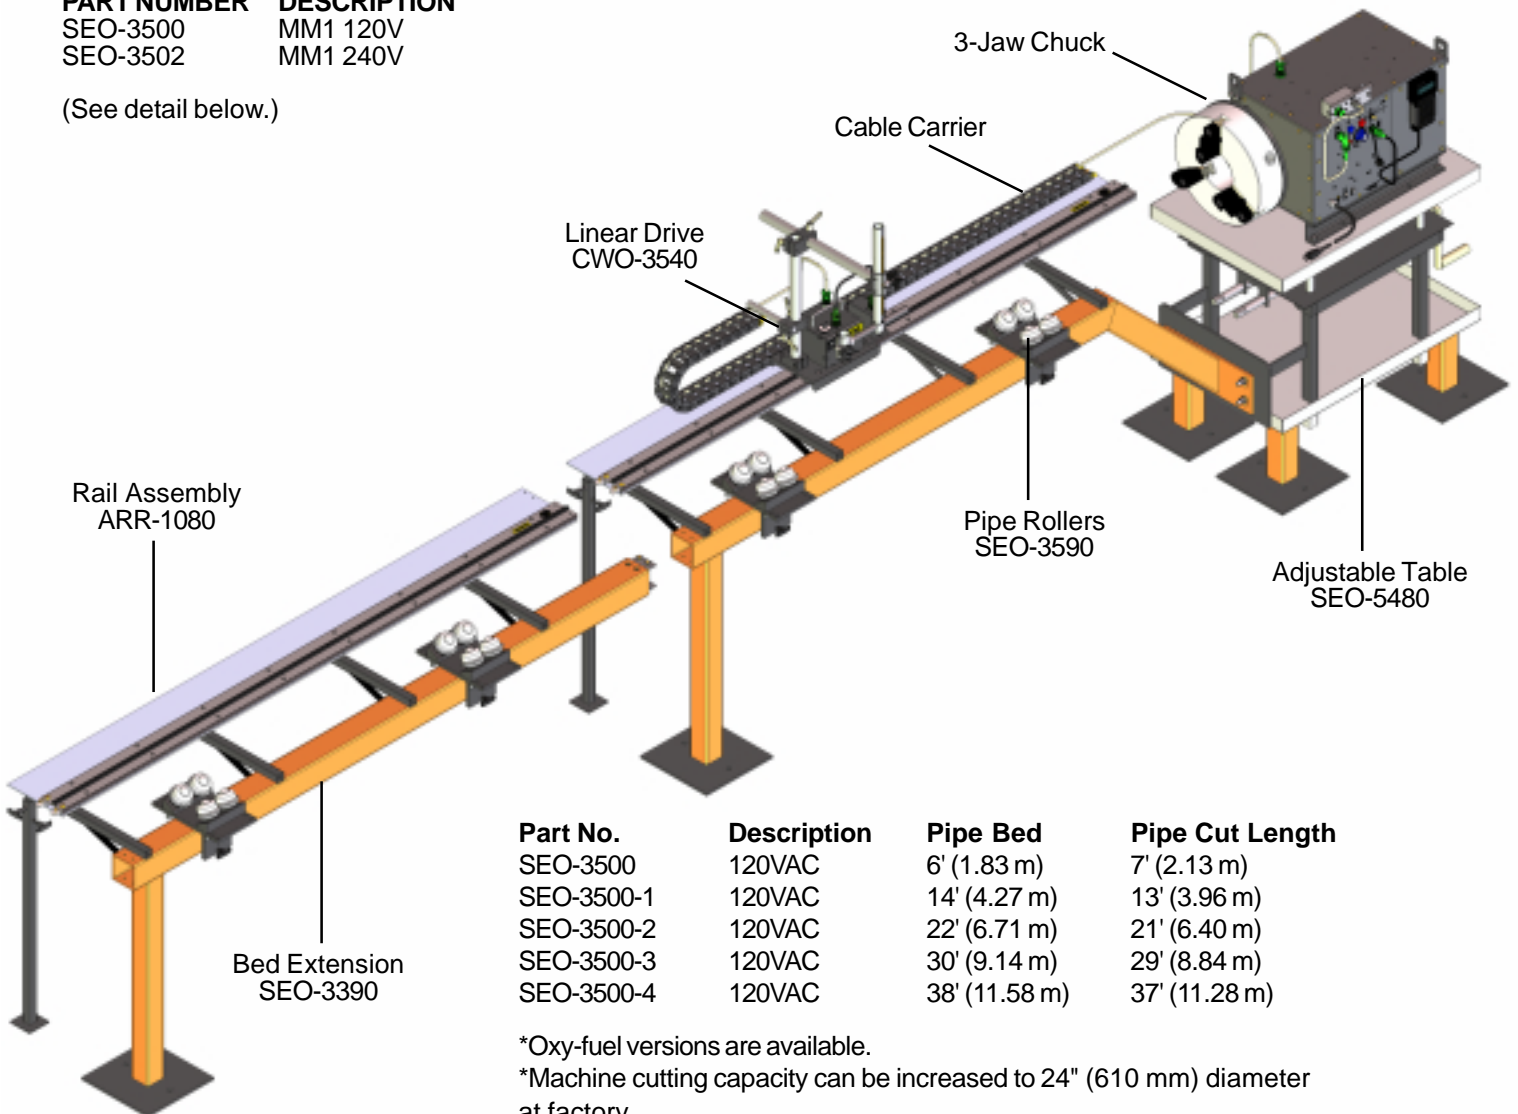 PART NUMBER DESCRIPTION
SEO-3500 MM1 120V
SEO-3502 MM1 240V
(See detail below.)
3-Jaw Chuck
Cable Carrier
Linear Drive
CWO-3540
Rail Assembly
ARR-1080
Pipe Rollers
SEO-3590
Adjustable Table
SEO-5480
Bed Extension
SEO-3390
Part No. Description Pipe Bed Pipe Cut Length
SEO-3500 120VAC 6' (1.83 m) 7' (2.13 m)
SEO-3500-1 120VAC 14' (4.27 m) 13' (3.96 m)
SEO-3500-2 120VAC 22' (6.71 m) 21' (6.40 m)
SEO-3500-3 120VAC 30' (9.14 m) 29' (8.84 m)
SEO-3500-4 120VAC 38' (11.58 m) 37' (11.28 m)
*Oxy-fuel versions are available.
*Machine cutting capacity can be increased to 24" (610 mm) diameter
at factory